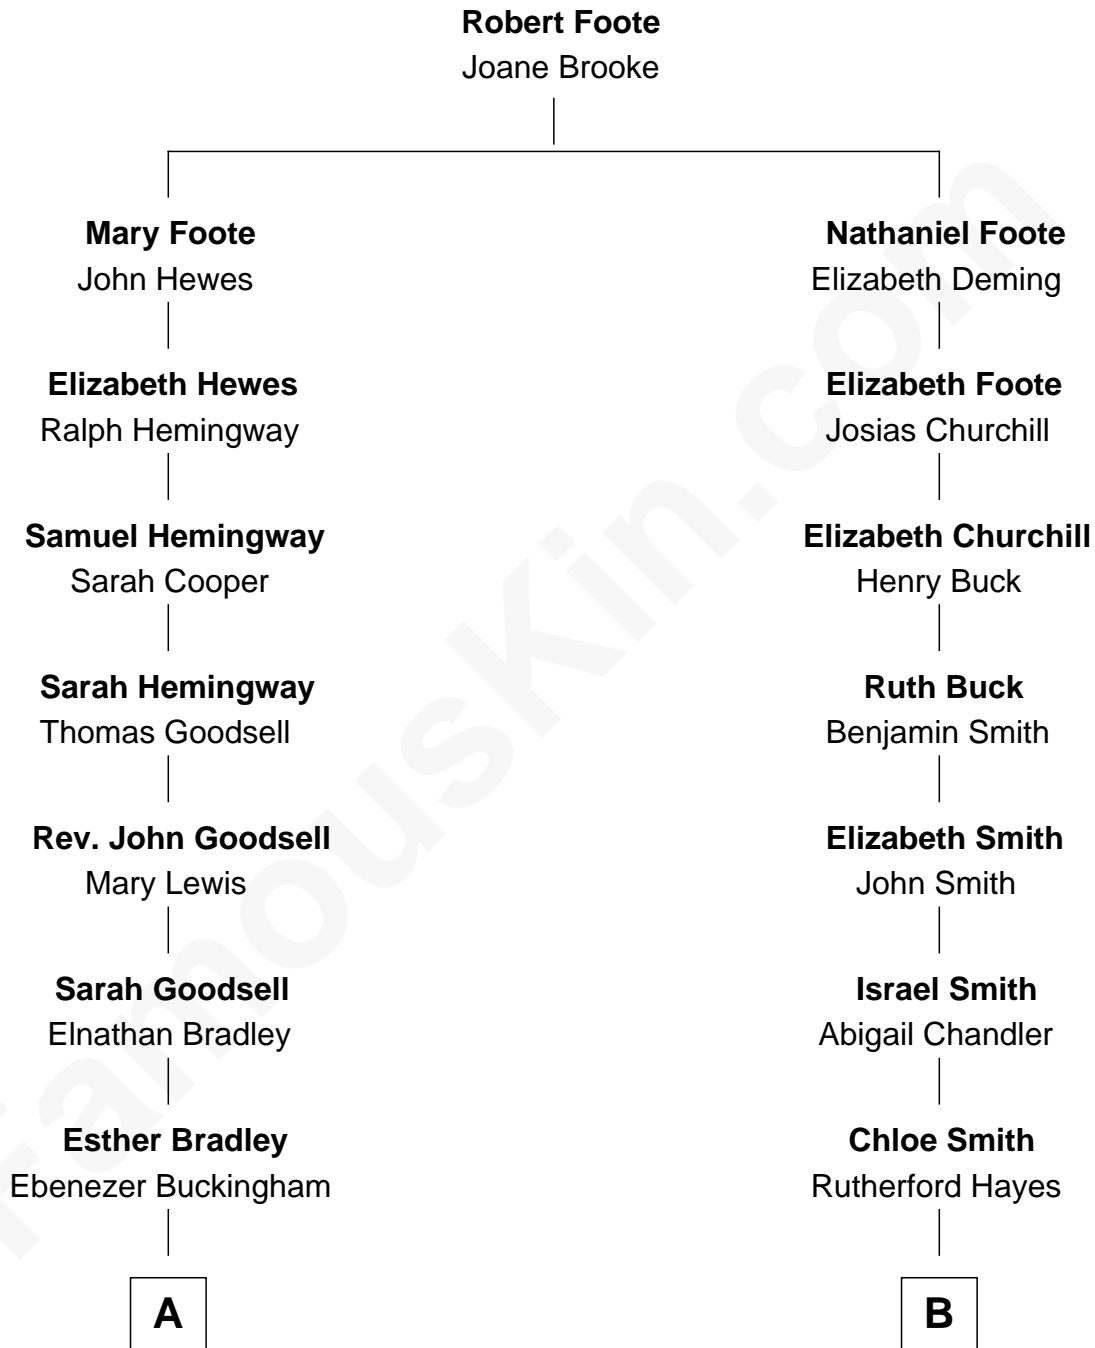 Robert Foote
Joane Brooke
Mary Foote
John Hewes
Nathaniel Foote
Elizabeth Deming
Elizabeth Hewes
Ralph Hemingway
Elizabeth Foote
Josias Churchill
Samuel Hemingway
Sarah Cooper
Elizabeth Churchill
Henry Buck
Sarah Hemingway
Thomas Goodsell
Ruth Buck
Benjamin Smith
Rev. John Goodsell
Mary Lewis
Elizabeth Smith
John Smith
Sarah Goodsell
Elnathan Bradley
Israel Smith
Abigail Chandler
Esther Bradley
Ebenezer Buckingham
Chloe Smith
Rutherford Hayes
A
B
FamousKin.com